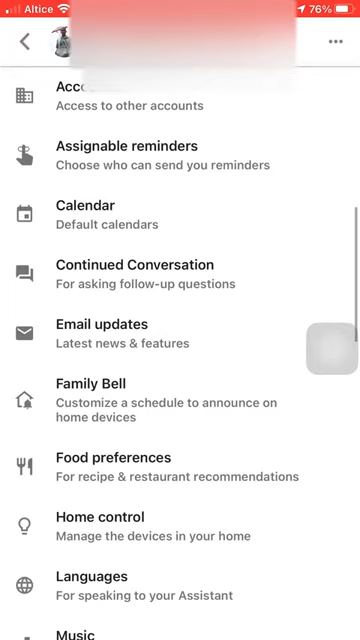 Altice
76%
Access to other accounts
Assignable reminders
Choose who can send you reminders
Calendar
Default calendars
Continued Conversation
For asking follow-up questions
Email updates
Latest news & features
Family Bell
Customize a schedule to announce on
home devices
Food preferences
For recipe & restaurant recommendations
Home control
Manage the devices in your home
Languages
For speaking to your Assistant
Music